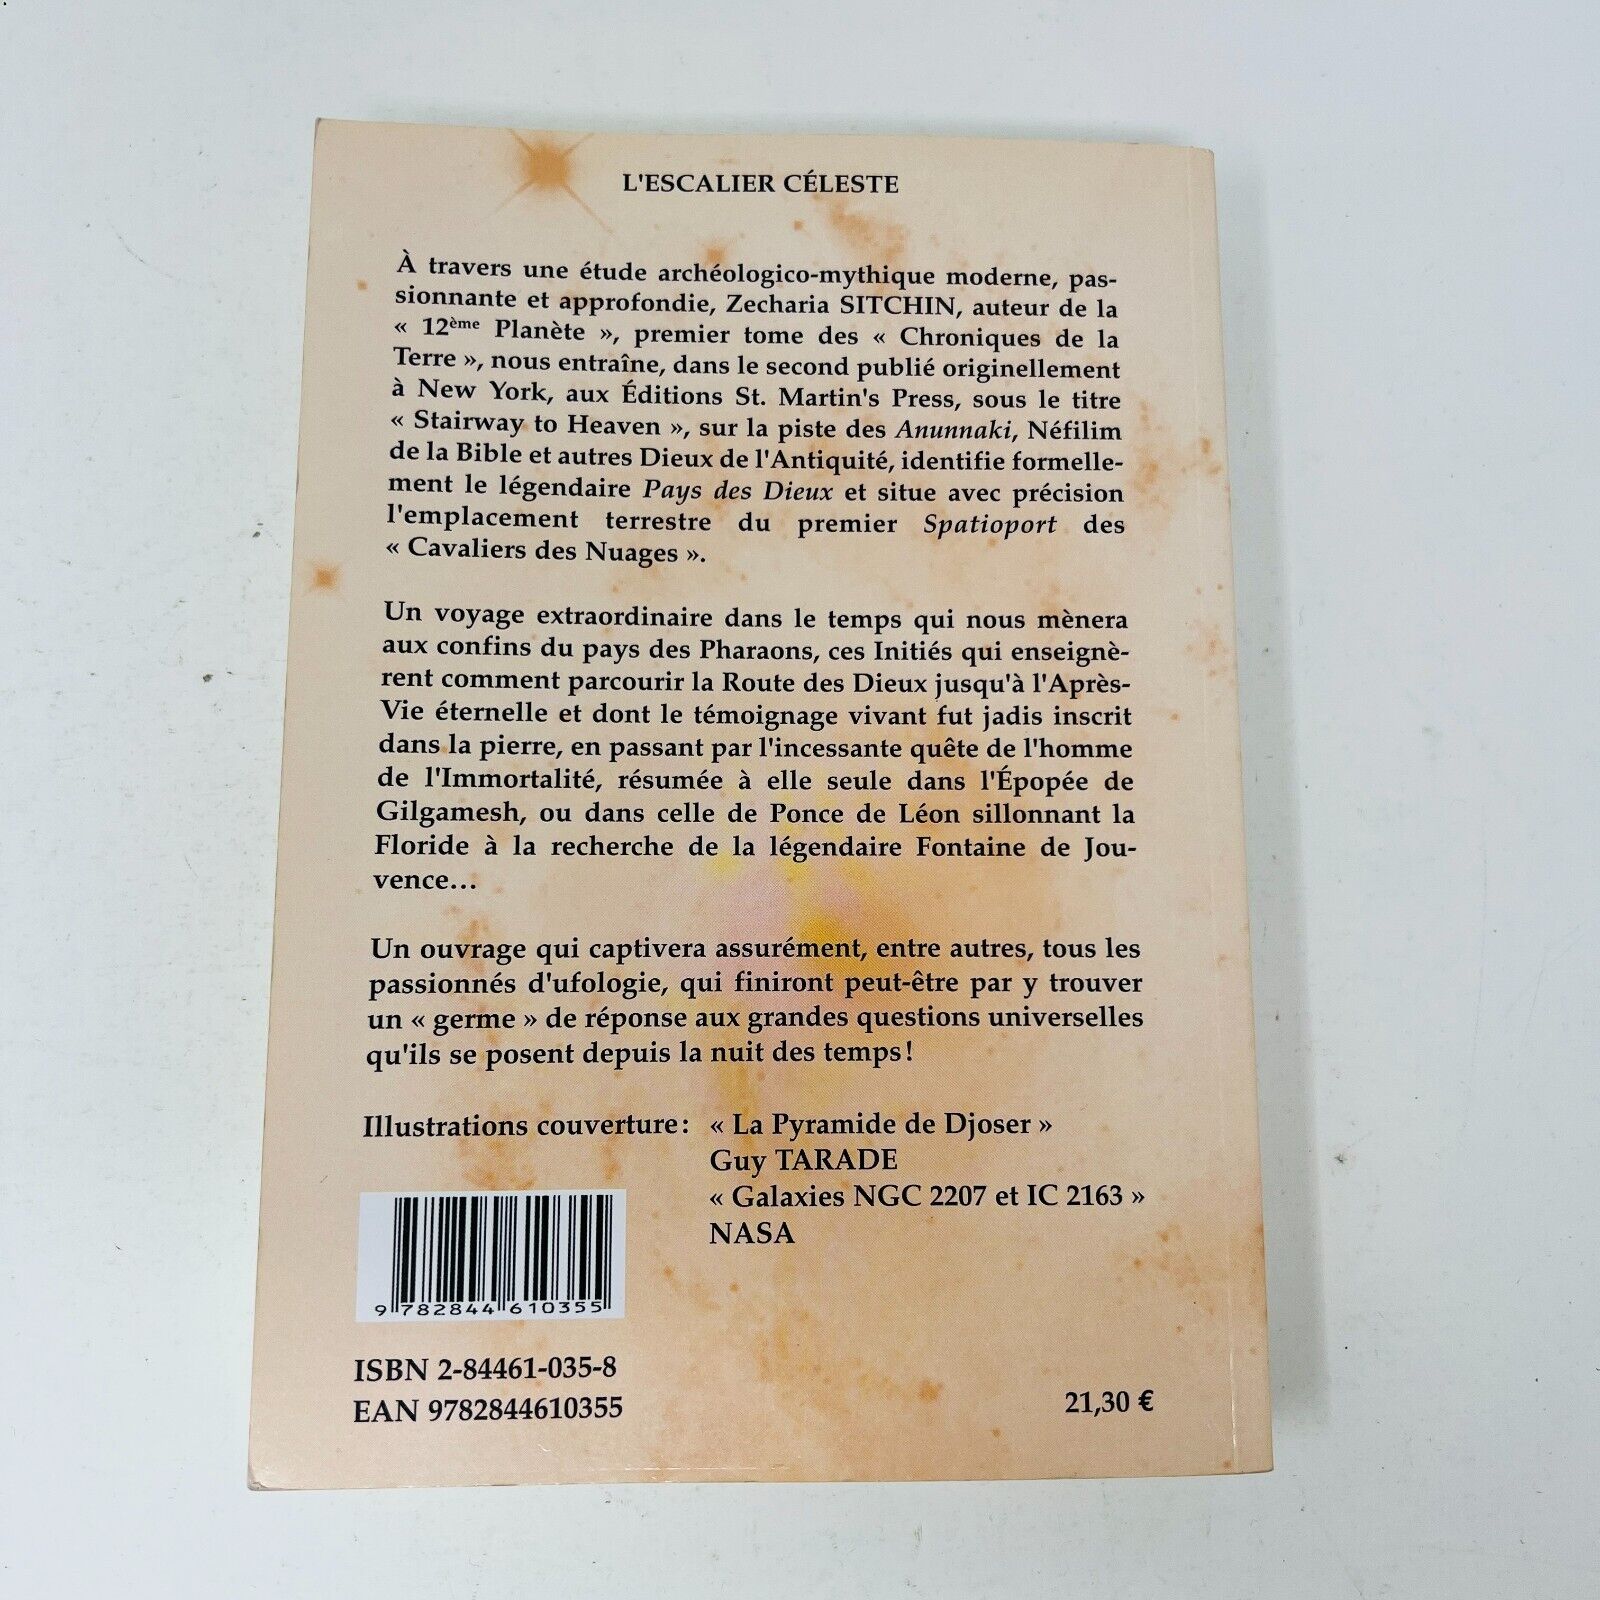 L'ESCALIER CÉLESTE
À travers une étude archéologico-mythique moderne, pas-
sionnante et approfondie, Zecharia SITCHIN, auteur de la
« 12ème Planète », premier tome des « Chroniques de la
Terre », nous entraîne, dans le second publié originellement
à New York, aux Éditions St. Martin's Press, sous le titre
« Stairway to Heaven », sur la piste des Anunnaki, Néfilim
de la Bible et autres Dieux de l'Antiquité, identifie formelle-
ment le légendaire Pays des Dieux et situe avec précision
l'emplacement terrestre du premier Spatioport des
« Cavaliers des Nuages ».
Un voyage extraordinaire dans le temps qui nous mènera
aux confins du pays des Pharaons, ces Initiés qui enseignè-
rent comment parcourir la Route des Dieux jusqu'à l'Après-
Vie éternelle et dont le témoignage vivant fut jadis inscrit
dans la pierre, en passant par l'incessante quête de l'homme
de l'Immortalité, résumée à elle seule dans l'Épopée de
Gilgamesh, ou dans celle de Ponce de Léon sillonnant la
Floride à la recherche de la légendaire Fontaine de Jou-
vence...
Un ouvrage qui captivera assurément, entre autres, tous les
passionnés d'ufologie, qui finiront peut-être par y trouver
un « germe » de réponse aux grandes questions universelles
qu'ils se posent depuis la nuit des temps!
Illustrations couverture: « La Pyramide de Djoser »
Guy TARADE
« Galaxies NGC 2207 et IC 2163 »
NASA
9 782844 610355
ISBN 2-84461-035-8
EAN 9782844610355
21,30 €